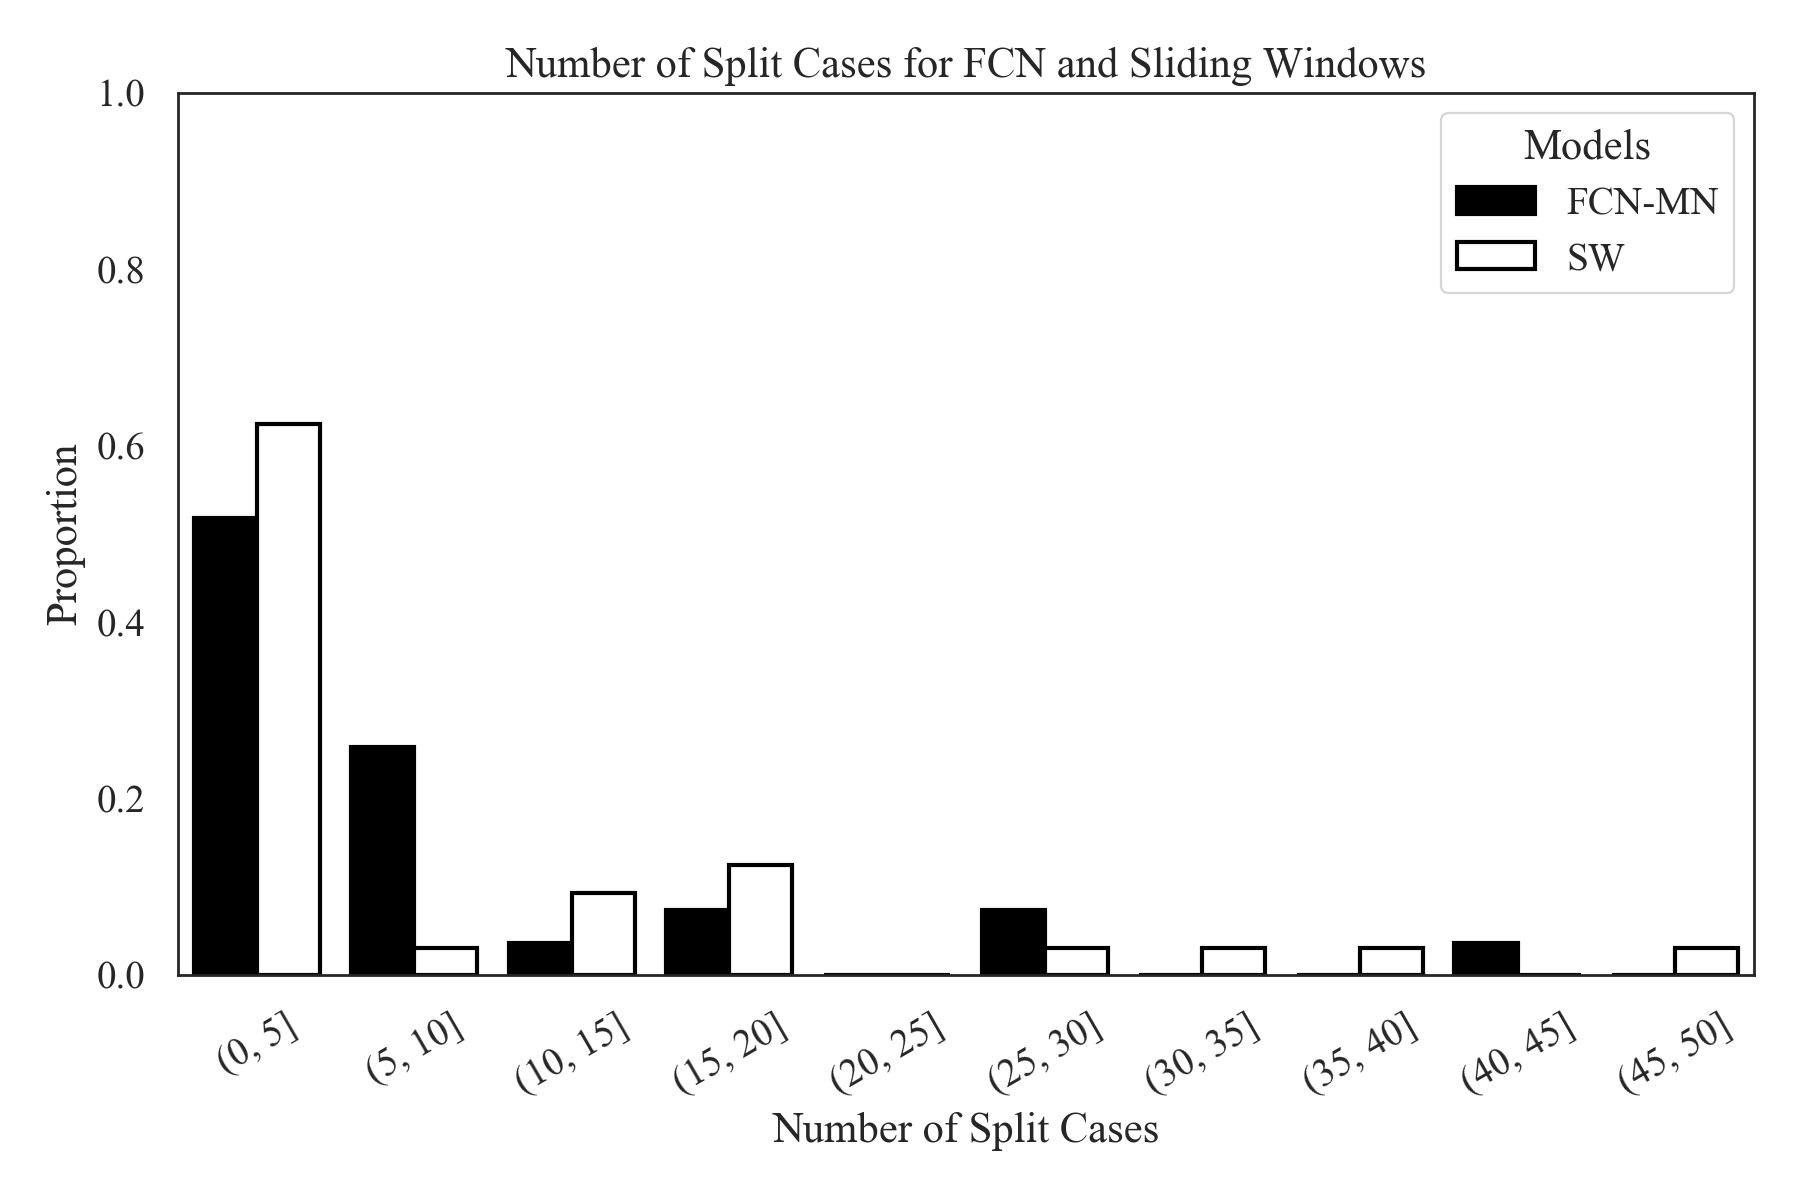 Number of Split Cases for FCN and Sliding Windows
Models
FCN-MN
SW
Proportion
1.0
0.8
0.6
0.4
0.2
0.0
(0, 5]
(5, 10]
(10, 15]
(15, 20]
(20, 25]
(25, 30]
(30, 35]
(35, 40]
(40, 45]
(45, 50]
Number of Split Cases